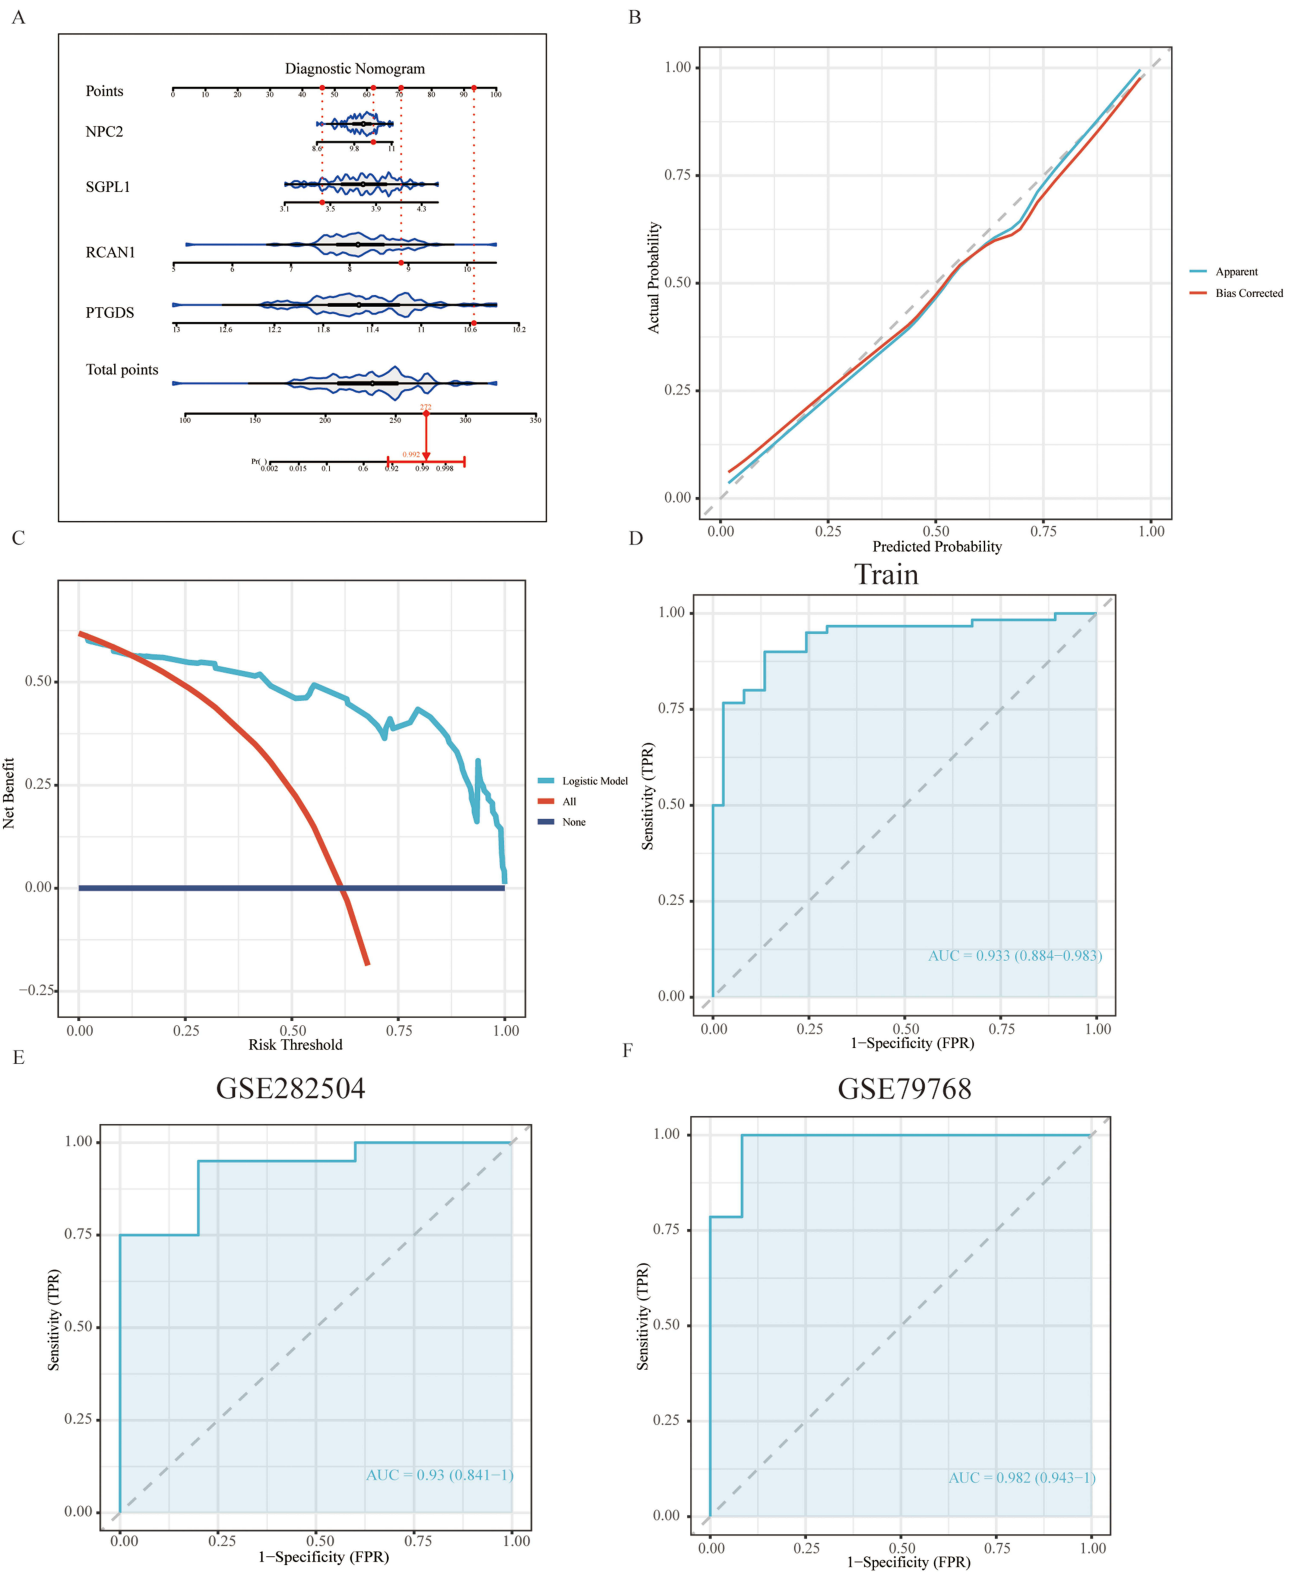 A
Diagnostic Nomogram
Points
0 10 20 30 40 50 60 70 80 90 100
NPC2
8.6 9.8 11
SGPL1
3.1 3.5 3.9 4.3
RCAN1
5 6 7 8 9 10
PTGDS
13 12.6 12.2 11.8 11.4 11 10.6 10.2
Total points
272
100 150 200 250 300 350
0.992
Pr( )
0.002 0.015 0.1 0.6 0.92 0.99 0.998
B
1.00
0.75
0.50
0.25
0.00
0.00 0.25 0.50 0.75 1.00
Actual Probability
Predicted Probability
Apparent
Bias Corrected
C
0.50
0.25
0.00
−0.25
0.00 0.25 0.50 0.75 1.00
Net Benefit
Risk Threshold
Logistic Model
All
None
D
Train
1.00
0.75
0.50
0.25
0.00
AUC = 0.933 (0.884−0.983)
0.00 0.25 0.50 0.75 1.00
Sensitivity (TPR)
1−Specificity (FPR)
E
GSE282504
1.00
0.75
0.50
0.25
0.00
AUC = 0.93 (0.841−1)
0.00 0.25 0.50 0.75 1.00
Sensitivity (TPR)
1−Specificity (FPR)
F
GSE79768
1.00
0.75
0.50
0.25
0.00
AUC = 0.982 (0.943−1)
0.00 0.25 0.50 0.75 1.00
Sensitivity (TPR)
1−Specificity (FPR)